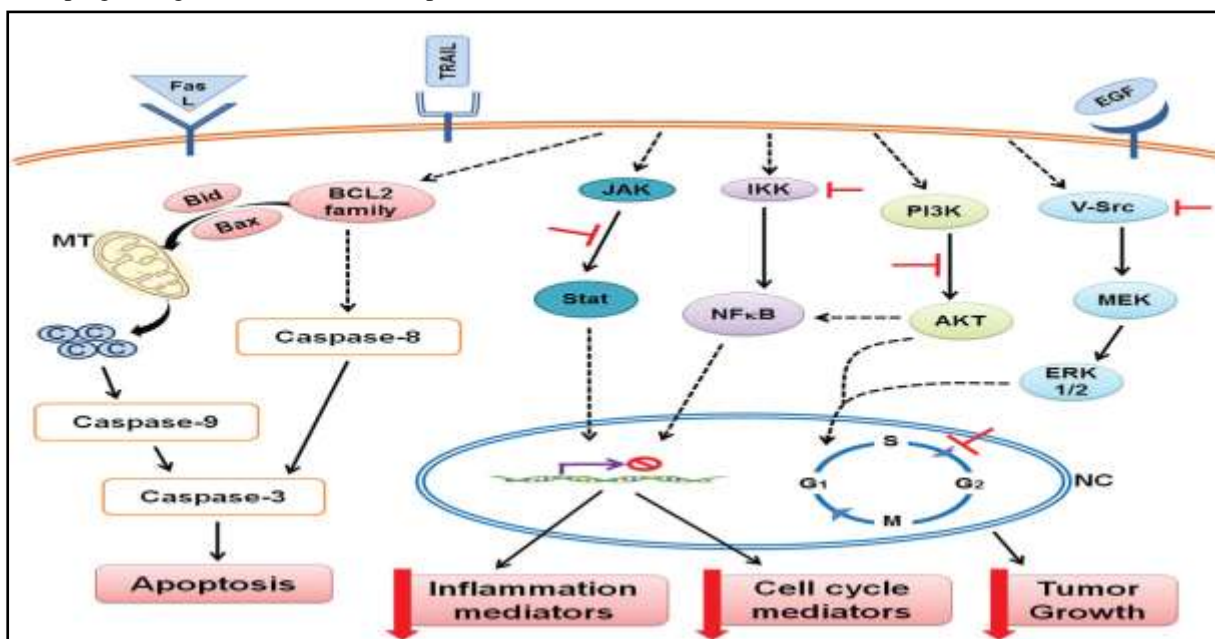 Fas
L
TRAIL
EGF
Bid
BCL2
family
Bax
MT
JAK
IKK
PI3K
V-Src
Stat
NFκB
AKT
MEK
C C
C C C
Caspase-8
ERK
1/2
Caspase-9
Caspase-3
S
G1
G2
M
NC
Apoptosis
Inflammation
mediators
Cell cycle
mediators
Tumor
Growth